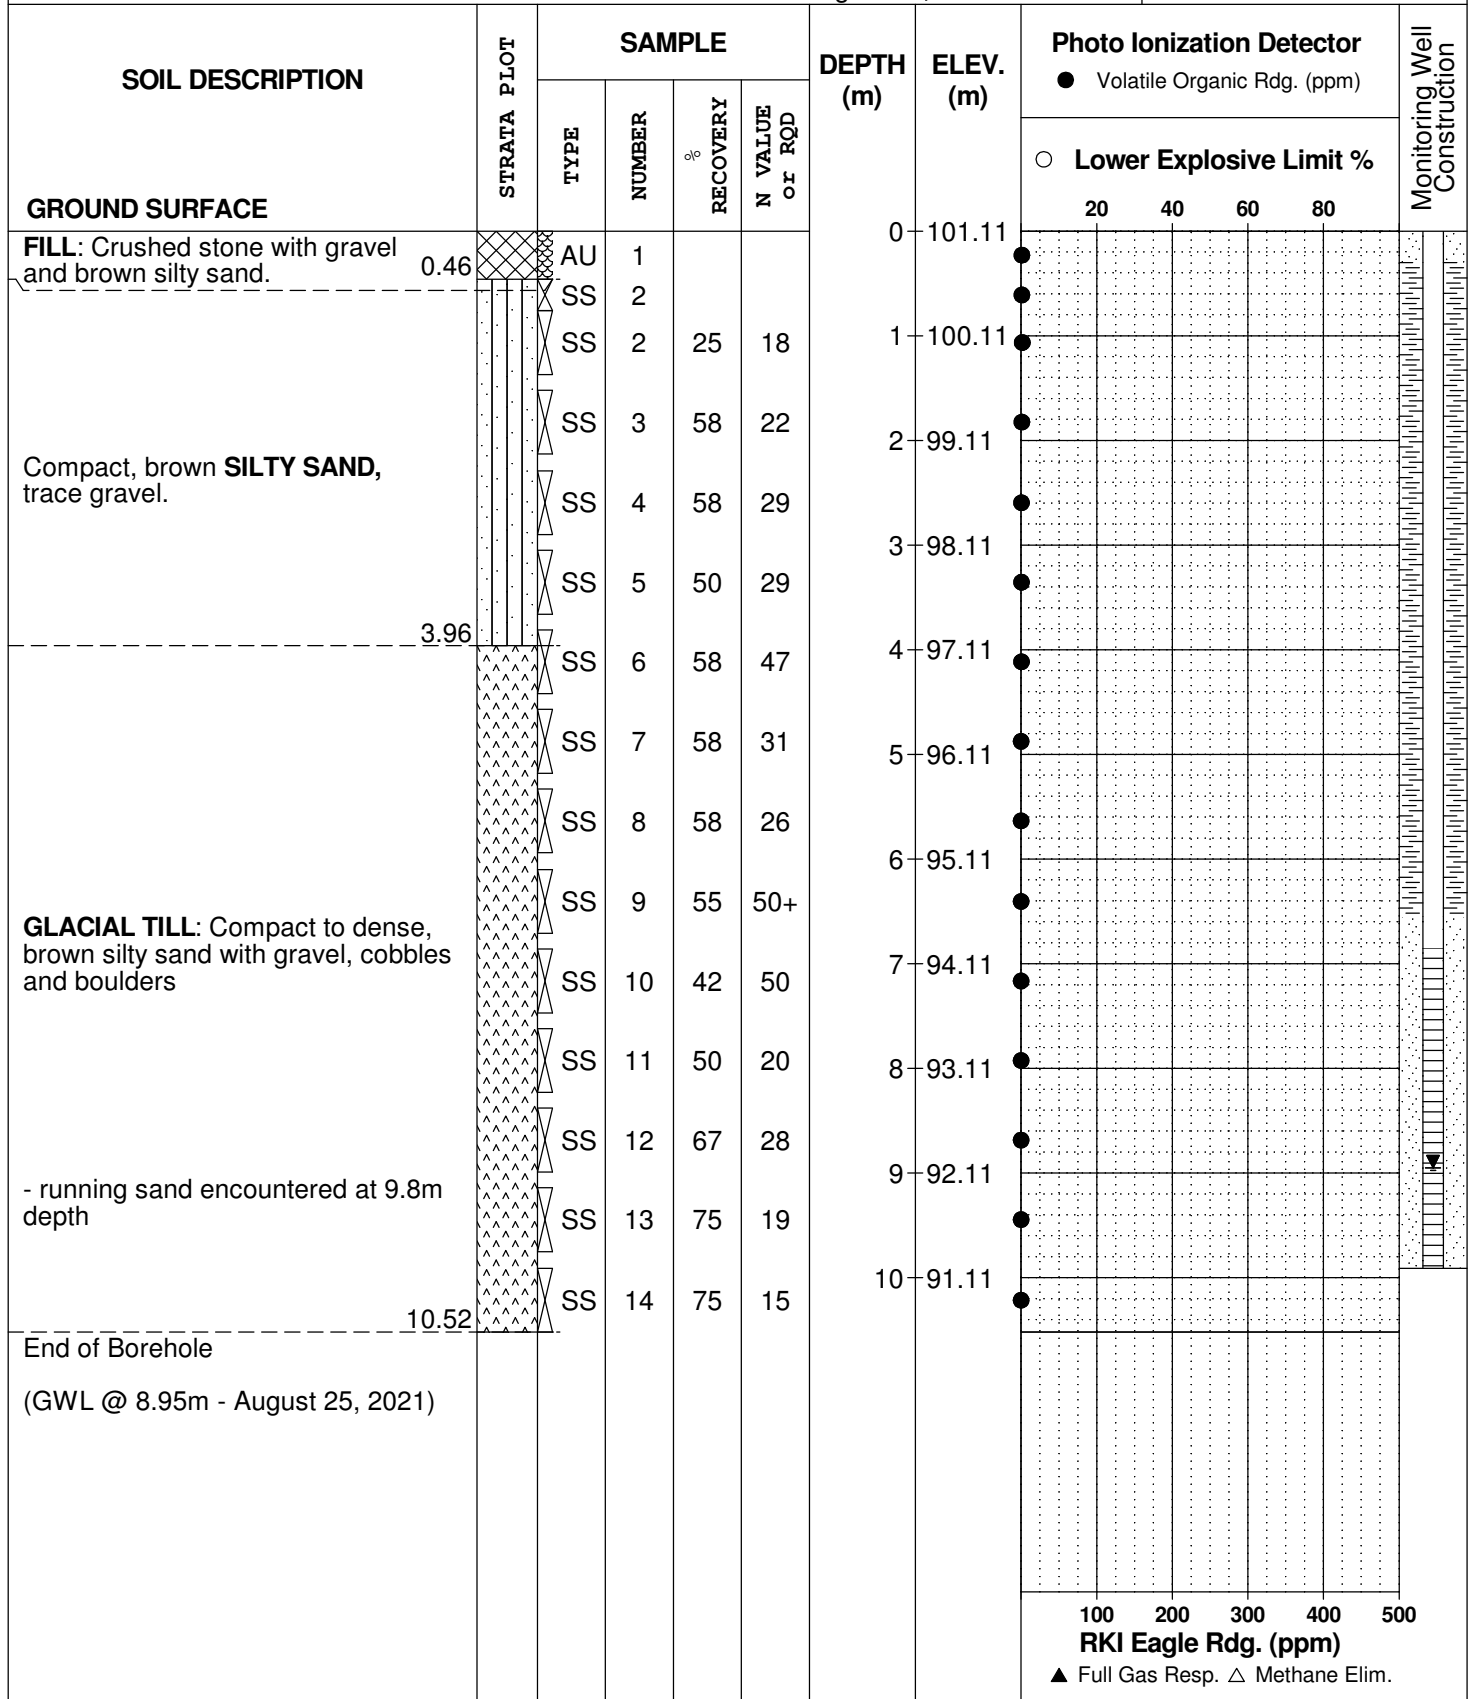 SOIL DESCRIPTION
GROUND SURFACE
STRATA PLOT
SAMPLE
TYPE
NUMBER
%
RECOVERY
N VALUE
or RQD
DEPTH
(m)
ELEV.
(m)
Photo Ionization Detector
● Volatile Organic Rdg. (ppm)
○ Lower Explosive Limit %
20 40 60 80
Monitoring Well
Construction
0 101.11
FILL: Crushed stone with gravel
and brown silty sand.
0.46
AU 1
SS 2
SS 2 25 18
1 100.11
SS 3 58 22
2 99.11
Compact, brown SILTY SAND,
trace gravel.
SS 4 58 29
3 98.11
SS 5 50 29
3.96
SS 6 58 47
4 97.11
SS 7 58 31
5 96.11
SS 8 58 26
6 95.11
SS 9 55 50+
GLACIAL TILL: Compact to dense,
brown silty sand with gravel, cobbles
and boulders
7 94.11
SS 10 42 50
SS 11 50 20
8 93.11
SS 12 67 28
9 92.11
- running sand encountered at 9.8m
depth
SS 13 75 19
10 91.11
SS 14 75 15
10.52
End of Borehole
(GWL @ 8.95m - August 25, 2021)
100 200 300 400 500
RKI Eagle Rdg. (ppm)
▲ Full Gas Resp. △ Methane Elim.